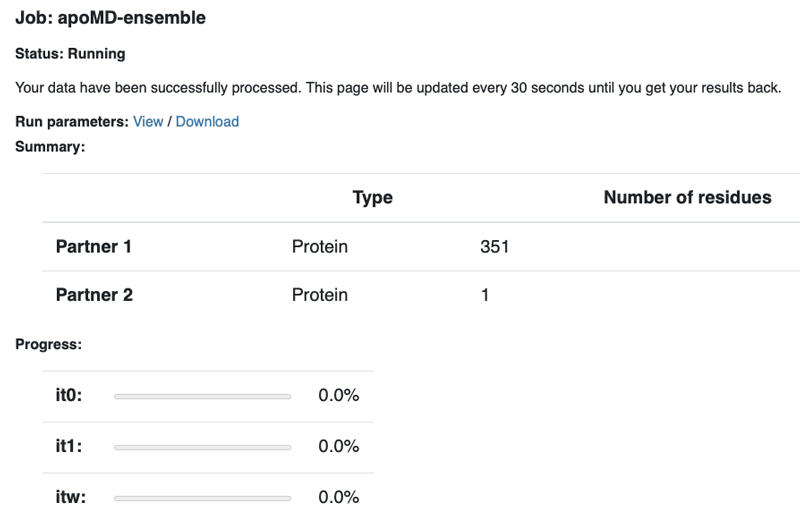 Job: apoMD-ensemble
Status: Running
Your data have been successfully processed. This page will be updated every 30 seconds until you get your results back.
Run parameters: View / Download
Summary:
Type Number of residues
Partner 1 Protein 351
Partner 2 Protein 1
Progress:
it0: 0.0%
it1: 0.0%
itw: 0.0%